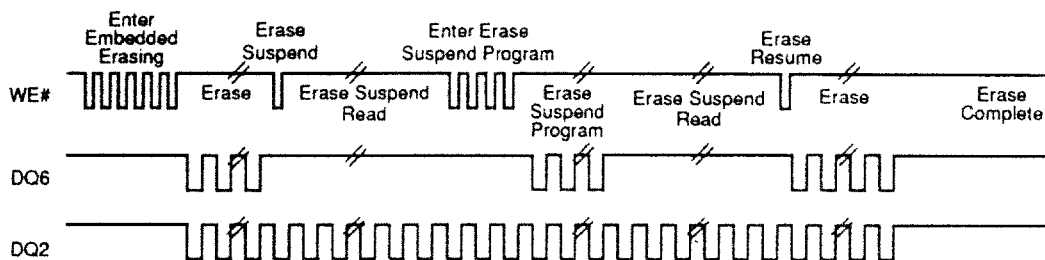 Enter
Embedded
Erasing
Erase
Suspend
Enter Erase
Suspend Program
Erase
Resume
WE#
Erase
Erase Suspend
Read
Erase
Suspend
Program
Erase Suspend
Read
Erase
Erase
Complete
DQ6
DQ2